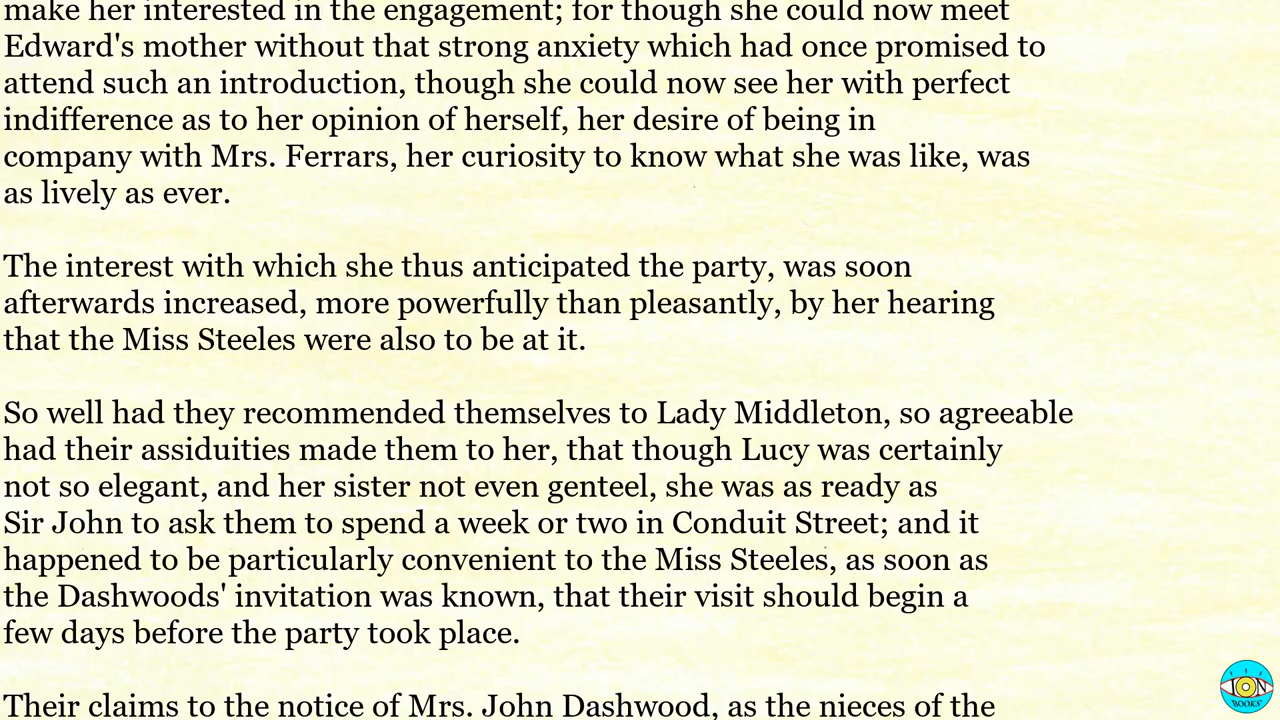 make her interested in the engagement; for though she could now meet
Edward's mother without that strong anxiety which had once promised to
attend such an introduction, though she could now see her with perfect
indifference as to her opinion of herself, her desire of being in
company with Mrs. Ferrars, her curiosity to know what she was like, was
as lively as ever.
The interest with which she thus anticipated the party, was soon
afterwards increased, more powerfully than pleasantly, by her hearing
that the Miss Steeles were also to be at it.
So well had they recommended themselves to Lady Middleton, so agreeable
had their assiduities made them to her, that though Lucy was certainly
not so elegant, and her sister not even genteel, she was as ready as
Sir John to ask them to spend a week or two in Conduit Street; and it
happened to be particularly convenient to the Miss Steeles, as soon as
the Dashwoods' invitation was known, that their visit should begin a
few days before the party took place.
Their claims to the notice of Mrs. John Dashwood, as the nieces of the
ION
BOOKS